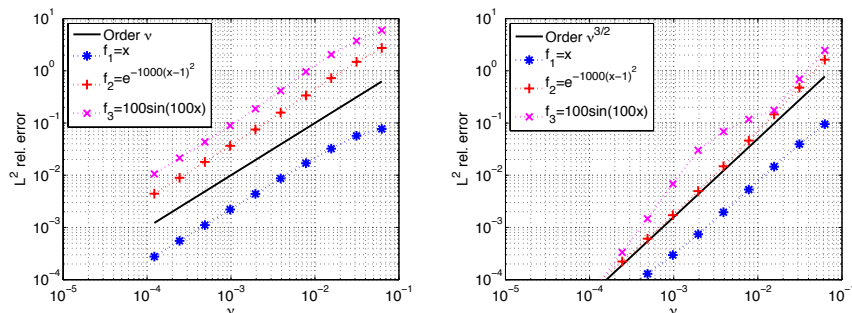 10^1
10^0
10^-1
10^-2
10^-3
10^-4
L^2 rel. error
Order ν
f_1=x
f_2=e^-1000(x-1)^2
f_3=100sin(100x)
10^-5
10^-4
10^-3
10^-2
10^-1
ν
10^1
10^0
10^-1
10^-2
10^-3
10^-4
L^2 rel. error
Order ν^3/2
f_1=x
f_2=e^-1000(x-1)^2
f_3=100sin(100x)
10^-5
10^-4
10^-3
10^-2
10^-1
ν